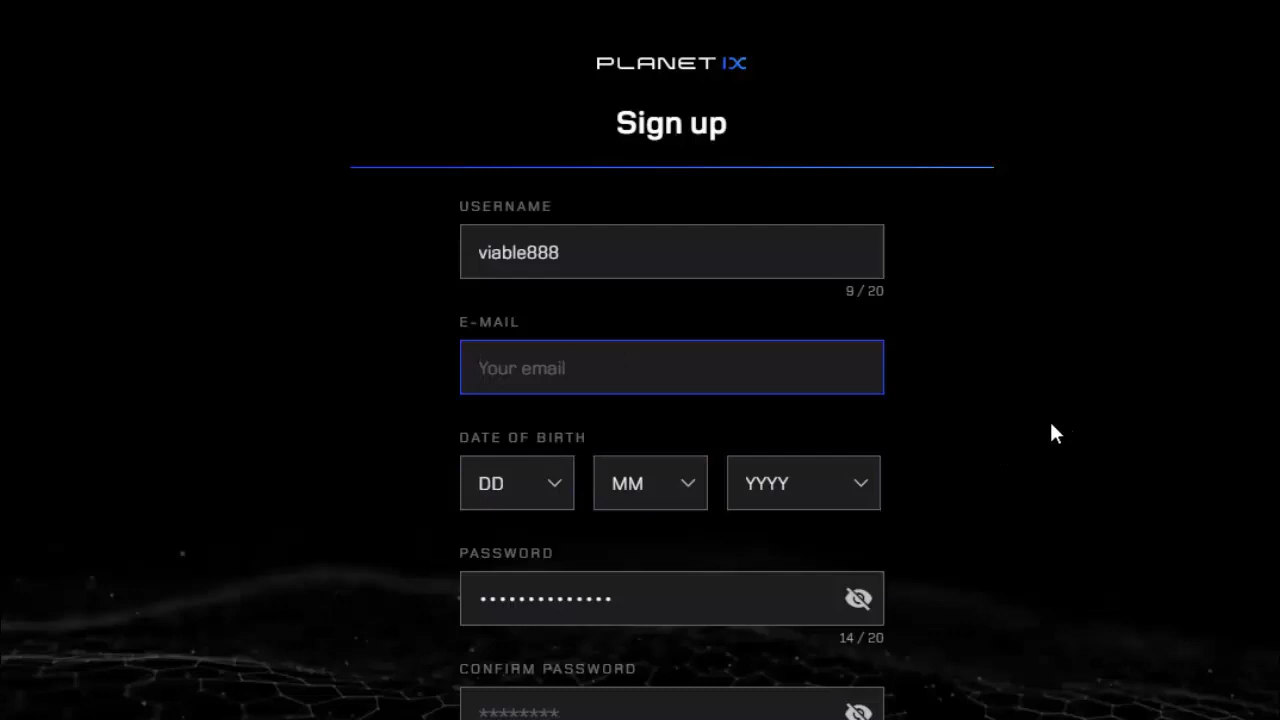 PLANET IX
Sign up
USERNAME
viable888
9 / 20
E-MAIL
Your email
DATE OF BIRTH
DD MM YYYY
PASSWORD
••••••••••••••
14 / 20
CONFIRM PASSWORD
********